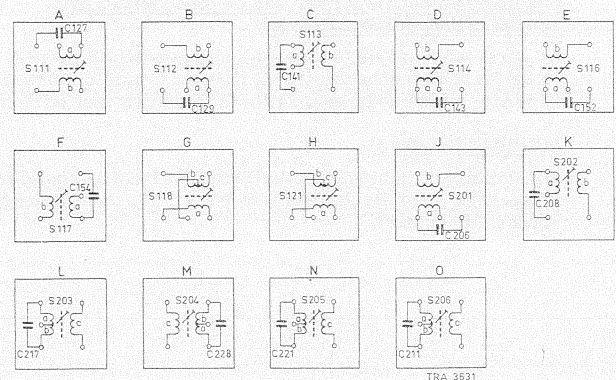 A B C D E
C127
S111
b
a
S112
b
a
C129
S113
C141
a
b
b
S114
a
C143
b
S116
a
C152
F G H J K
C154
b
a
S117
S118
b
c
a
S121
b
c
a
b
S201
a
C206
S202
C208
a
b
L M N O
S203
a
b
c
C217
S204
c
a
b
C228
S205
a
b
c
C221
S206
a
b
c
C211
TRA 3631